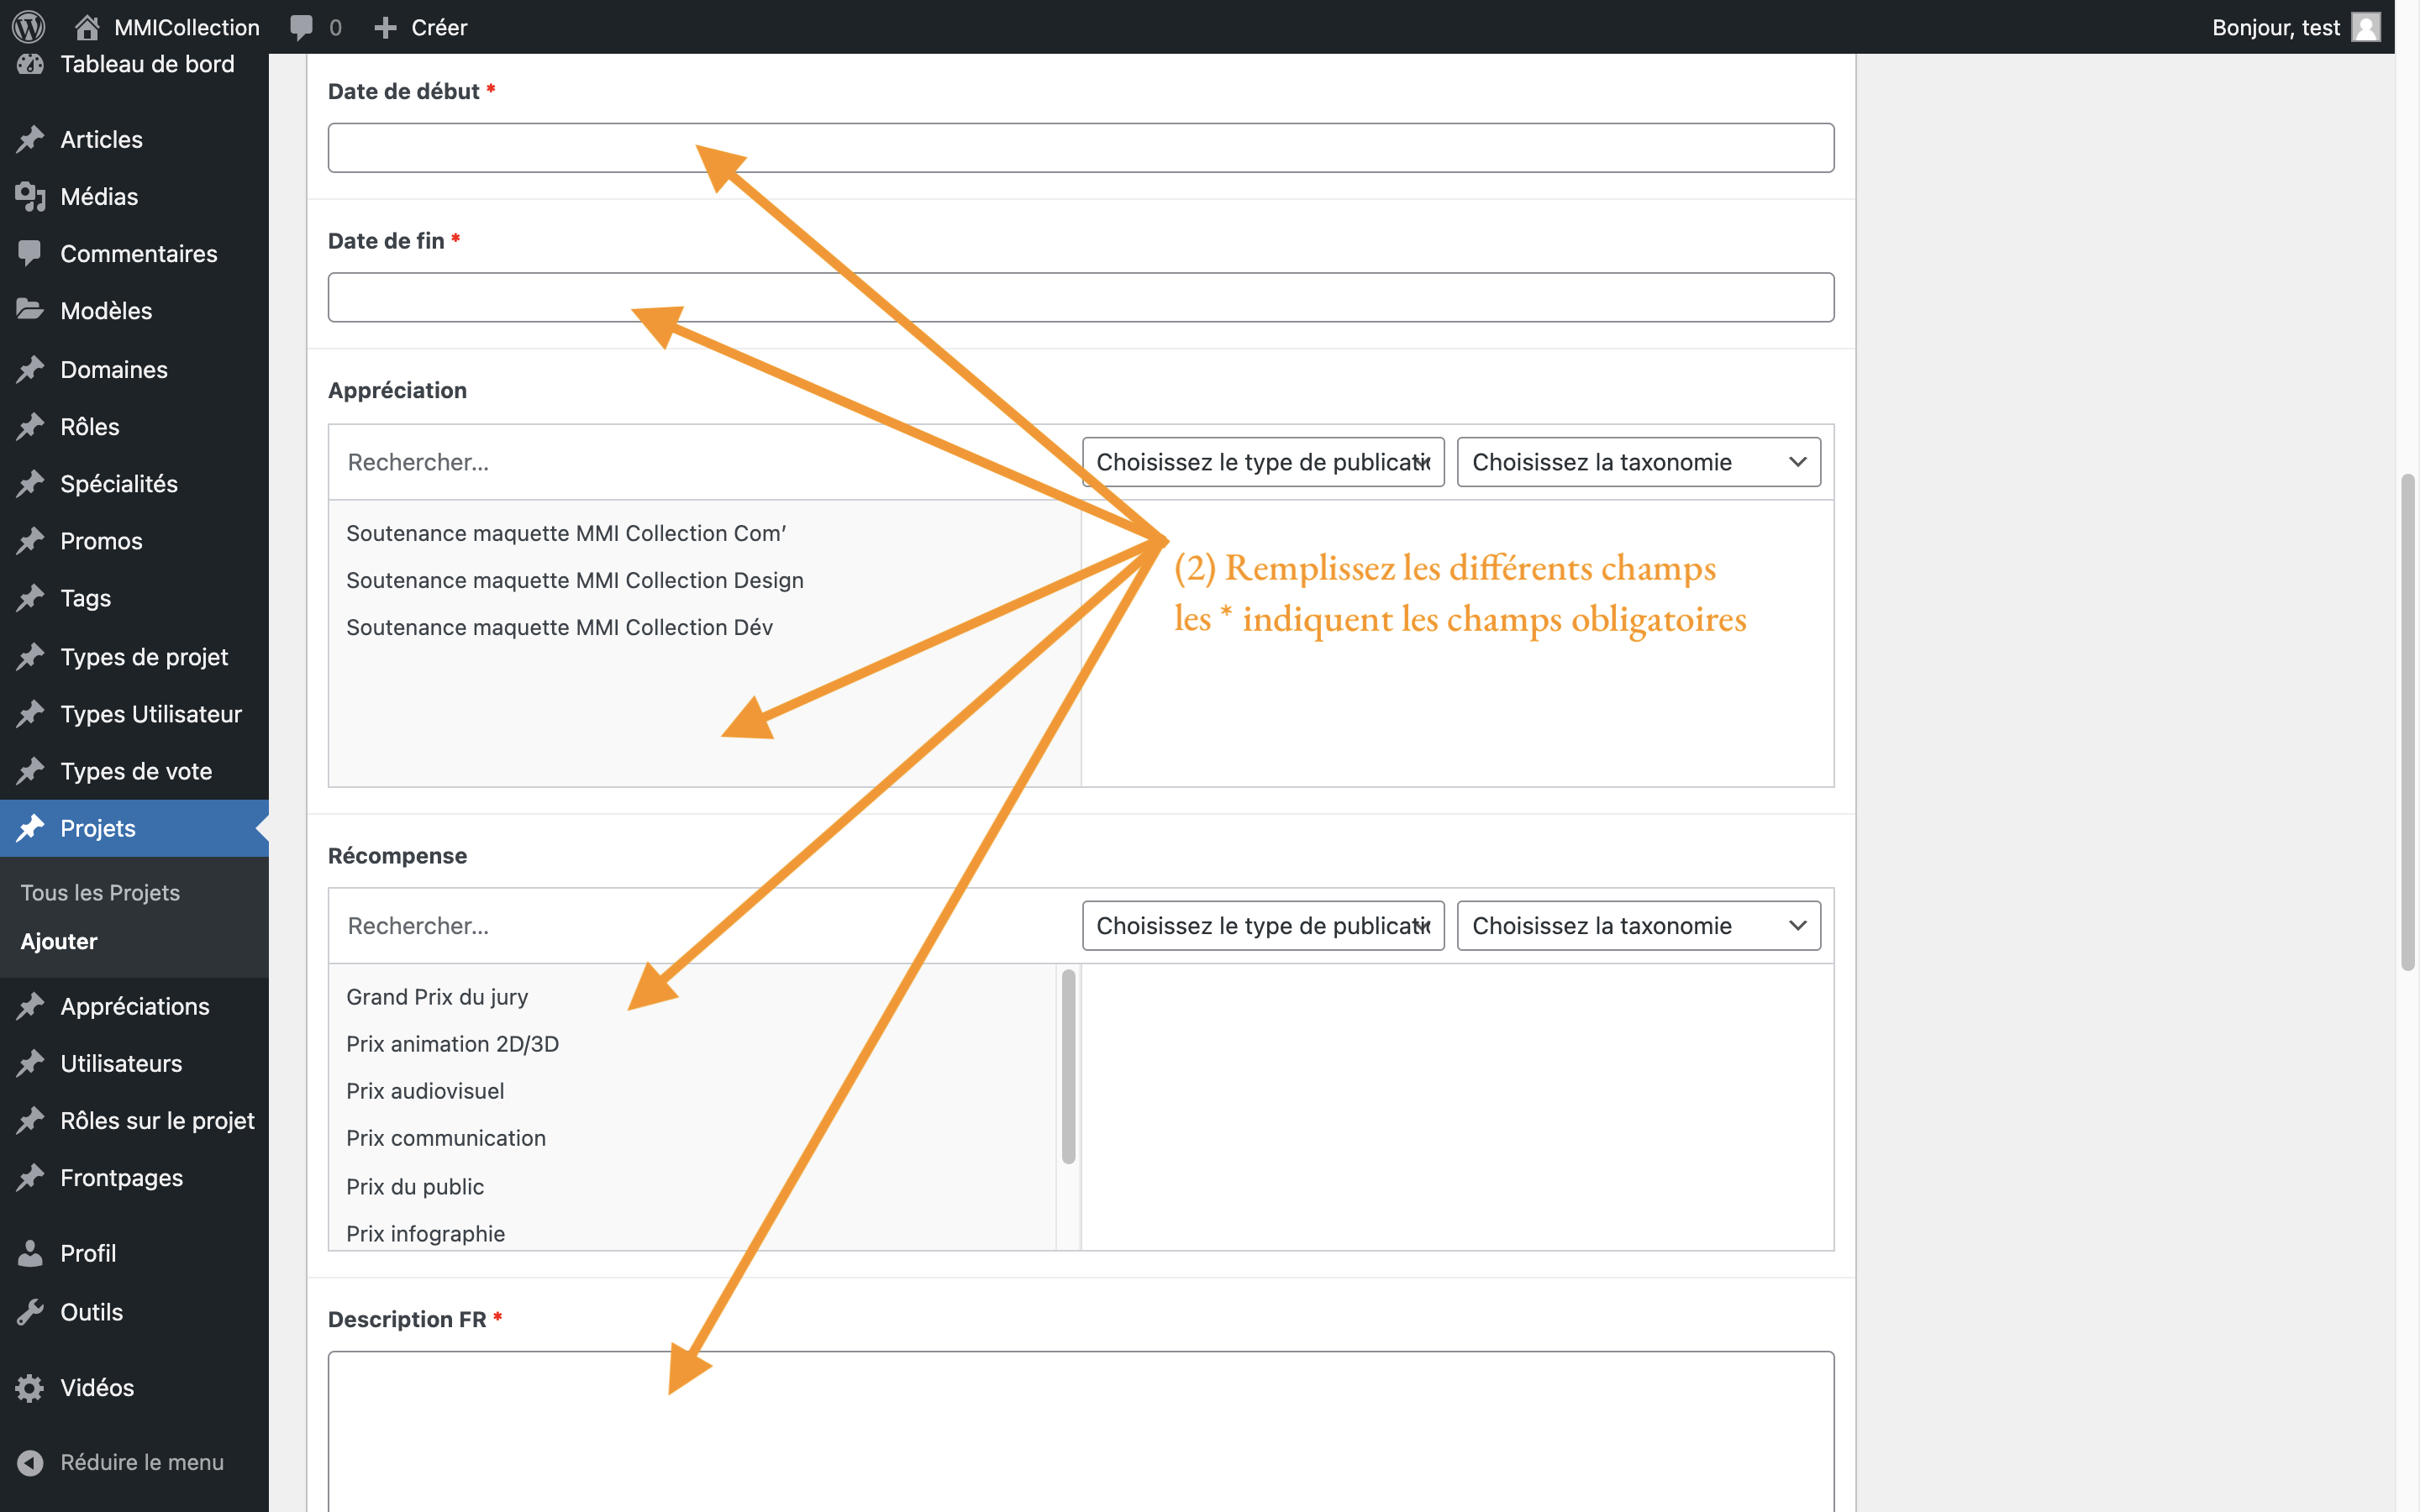 MMICollection
0
Créer
Bonjour, test
Tableau de bord
Articles
Médias
Commentaires
Modèles
Domaines
Rôles
Spécialités
Promos
Tags
Types de projet
Types Utilisateur
Types de vote
Projets
Tous les Projets
Ajouter
Appréciations
Utilisateurs
Rôles sur le projet
Frontpages
Profil
Outils
Vidéos
Réduire le menu
Date de début *
Date de fin *
Appréciation
Rechercher...
Choisissez le type de publicati
Choisissez la taxonomie
Soutenance maquette MMI Collection Com’
Soutenance maquette MMI Collection Design
Soutenance maquette MMI Collection Dév
(2) Remplissez les différents champs
les * indiquent les champs obligatoires
Récompense
Rechercher...
Choisissez le type de publicati
Choisissez la taxonomie
Grand Prix du jury
Prix animation 2D/3D
Prix audiovisuel
Prix communication
Prix du public
Prix infographie
Description FR *